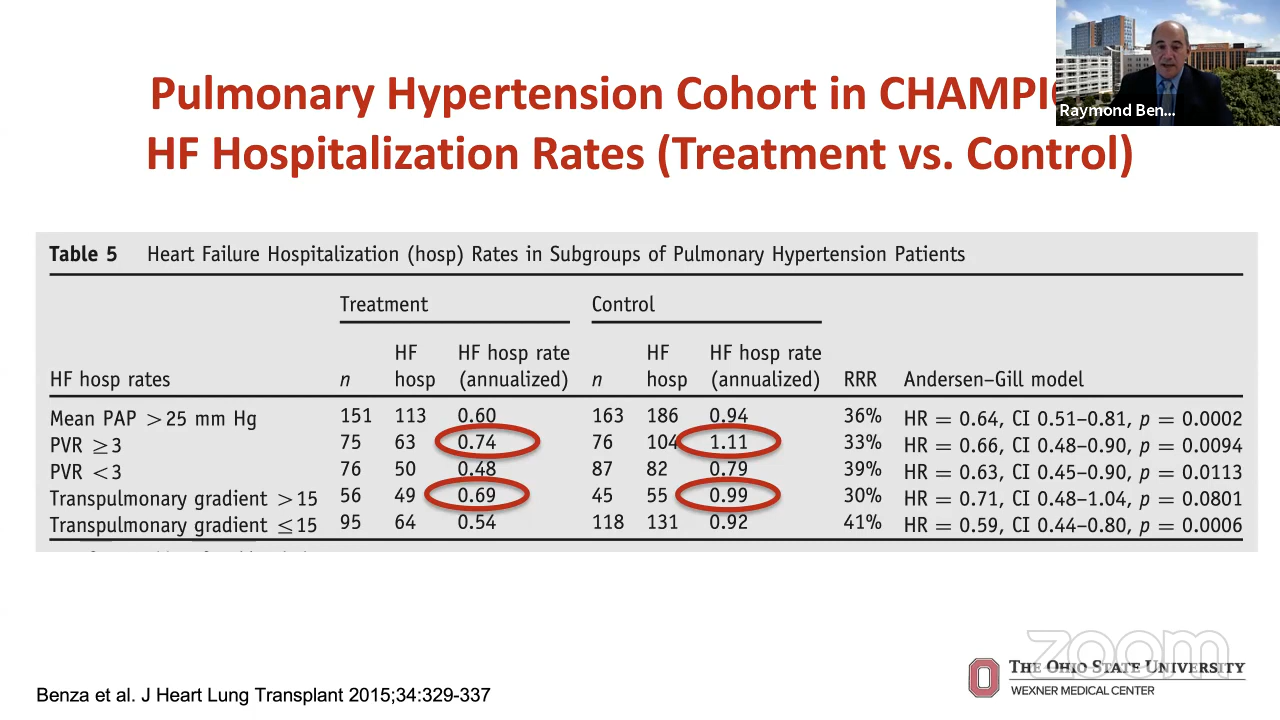 Pulmonary Hypertension Cohort in
HF Hospitalization Rates (Treatment vs. Control)
Raymond Ben...
Table 5 Heart Failure Hospitalization (hosp) Rates in Subgroups of Pulmonary Hypertension Patients
Treatment Control
HF HF hosp rate HF HF hosp rate
HF hosp rates n hosp (annualized) n hosp (annualized) RRR Andersen–Gill model
Mean PAP >25 mm Hg 151 113 0.60 163 186 0.94 36% HR = 0.64, CI 0.51–0.81, p = 0.0002
PVR ≥3 75 63 0.74 76 104 1.11 33% HR = 0.66, CI 0.48–0.90, p = 0.0094
PVR <3 76 50 0.48 87 82 0.79 39% HR = 0.63, CI 0.45–0.90, p = 0.0113
Transpulmonary gradient >15 56 49 0.69 45 55 0.99 30% HR = 0.71, CI 0.48–1.04, p = 0.0801
Transpulmonary gradient ≤15 95 64 0.54 118 131 0.92 41% HR = 0.59, CI 0.44–0.80, p = 0.0006
zoom
THE OHIO STATE UNIVERSITY
WEXNER MEDICAL CENTER
Benza et al. J Heart Lung Transplant 2015;34:329-337